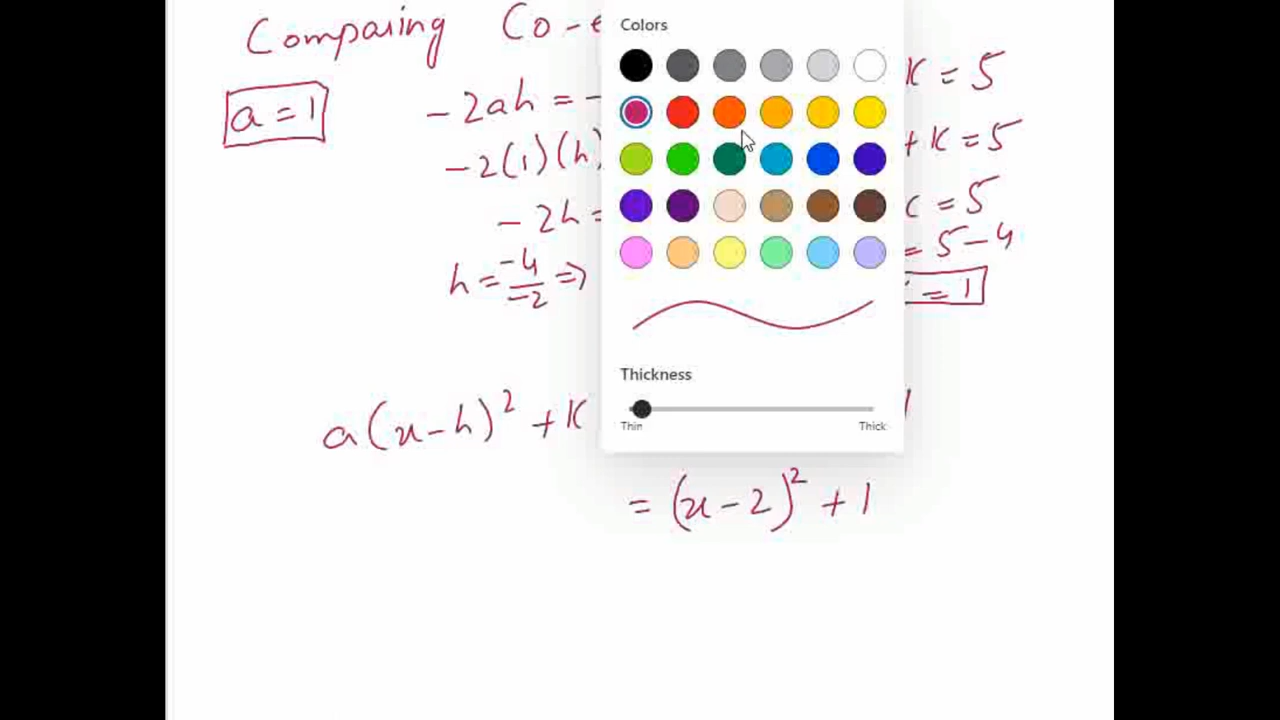 Comparing Co-e
Colors
a = 1
-2ah = -
K = 5
-2(1)(h)
+ K = 5
-2h =
= 5
h = -4/-2 ⇒
= 5-4
= 1
Thickness
Thin
Thick
a(x-h)² + K
1
= (x-2)² + 1